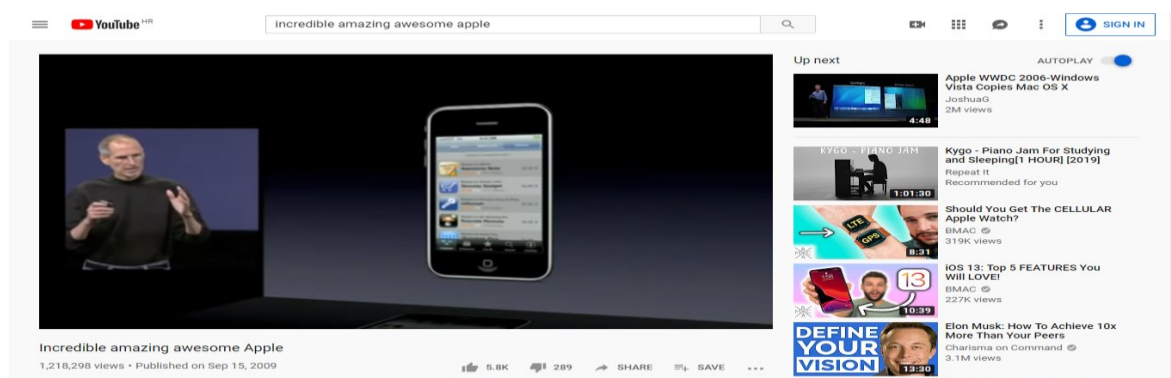 YouTube HR
incredible amazing awesome apple
SIGN IN
Up next
AUTOPLAY
Apple WWDC 2006-Windows
Vista Copies Mac OS X
JoshuaG
2M views
4:48
KYGO - PIANO JAM
Kygo - Piano Jam For Studying
and Sleeping[1 HOUR] [2019]
Repeat It
Recommended for you
1:01:30
Should You Get The CELLULAR
Apple Watch?
BMAC
319K views
LTE
GPS
8:31
iOS 13: Top 5 FEATURES You
Will LOVE!
BMAC
227K views
13
10:39
DEFINE
YOUR
VISION
Elon Musk: How To Achieve 10x
More Than Your Peers
Charisma on Command
3.1M views
13:30
Incredible amazing awesome Apple
1,218,298 views • Published on Sep 15, 2009
5.8K
289
SHARE
SAVE